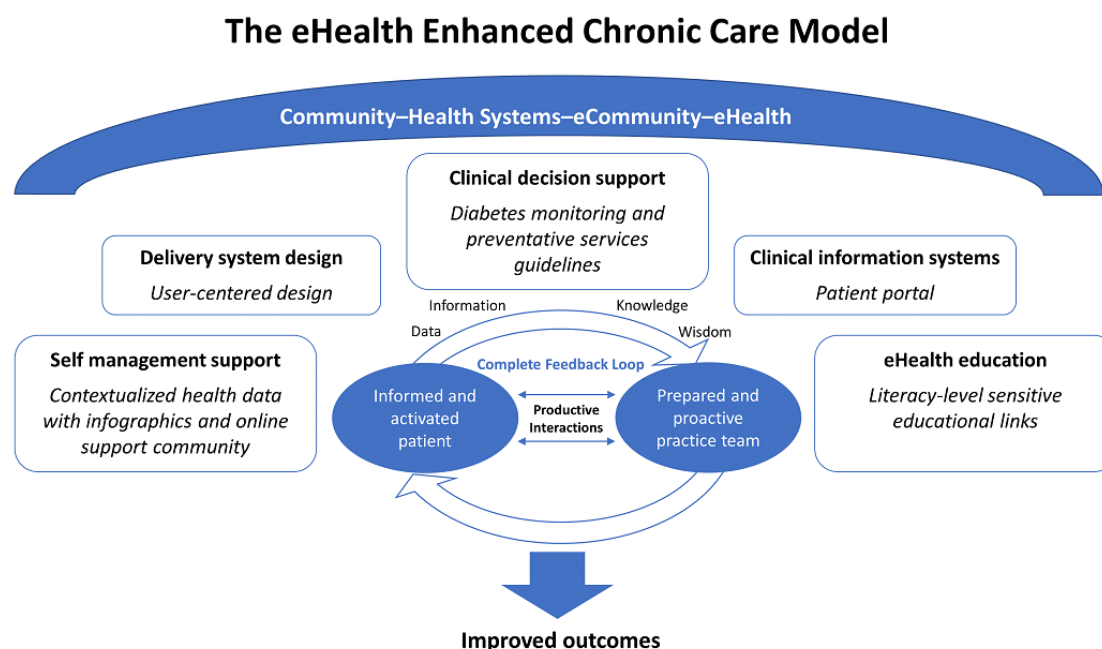 The eHealth Enhanced Chronic Care Model
Community–Health Systems–eCommunity–eHealth
Clinical decision support
Diabetes monitoring and
preventative services
guidelines
Delivery system design
User-centered design
Clinical information systems
Patient portal
Self management support
Contextualized health data
with infographics and online
support community
eHealth education
Literacy-level sensitive
educational links
Data
Information
Knowledge
Wisdom
Complete Feedback Loop
Informed and
activated
patient
Productive
Interactions
Prepared and
proactive
practice team
Improved outcomes